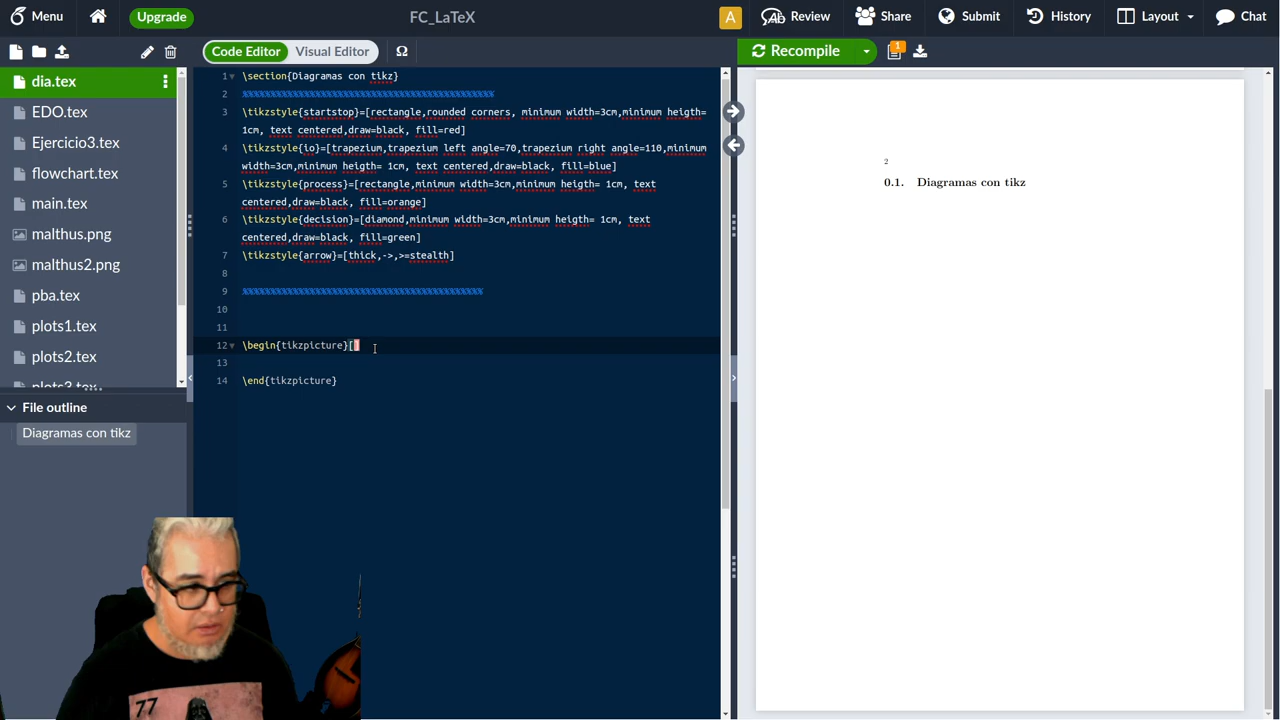 Menu
Upgrade
FC_LaTeX
A
Review
Share
Submit
History
Layout
Chat
Code Editor
Visual Editor
Ω
Recompile
1
dia.tex
EDO.tex
Ejercicio3.tex
flowchart.tex
main.tex
malthus.png
malthus2.png
pba.tex
plots1.tex
plots2.tex
plots3.tex
File outline
Diagramas con tikz
1 \section{Diagramas con tikz}
2 %%%%%%%%%%%%%%%%%%%%%%%%%%%%%%%%%%%%%%%%%%%%%
3 \tikzstyle{startstop}=[rectangle,rounded corners, minimum width=3cm,minimum heigth=
1cm, text centered,draw=black, fill=red]
4 \tikzstyle{io}=[trapezium,trapezium left angle=70,trapezium right angle=110,minimum
width=3cm,minimum heigth= 1cm, text centered,draw=black, fill=blue]
5 \tikzstyle{process}=[rectangle,minimum width=3cm,minimum heigth= 1cm, text
centered,draw=black, fill=orange]
6 \tikzstyle{decision}=[diamond,minimum width=3cm,minimum heigth= 1cm, text
centered,draw=black, fill=green]
7 \tikzstyle{arrow}=[thick,->,>=stealth]
8
9 %%%%%%%%%%%%%%%%%%%%%%%%%%%%%%%%%%%%%%%%%%%
10
11
12 \begin{tikzpicture}[]
13
14 \end{tikzpicture}
2
0.1. Diagramas con tikz
77